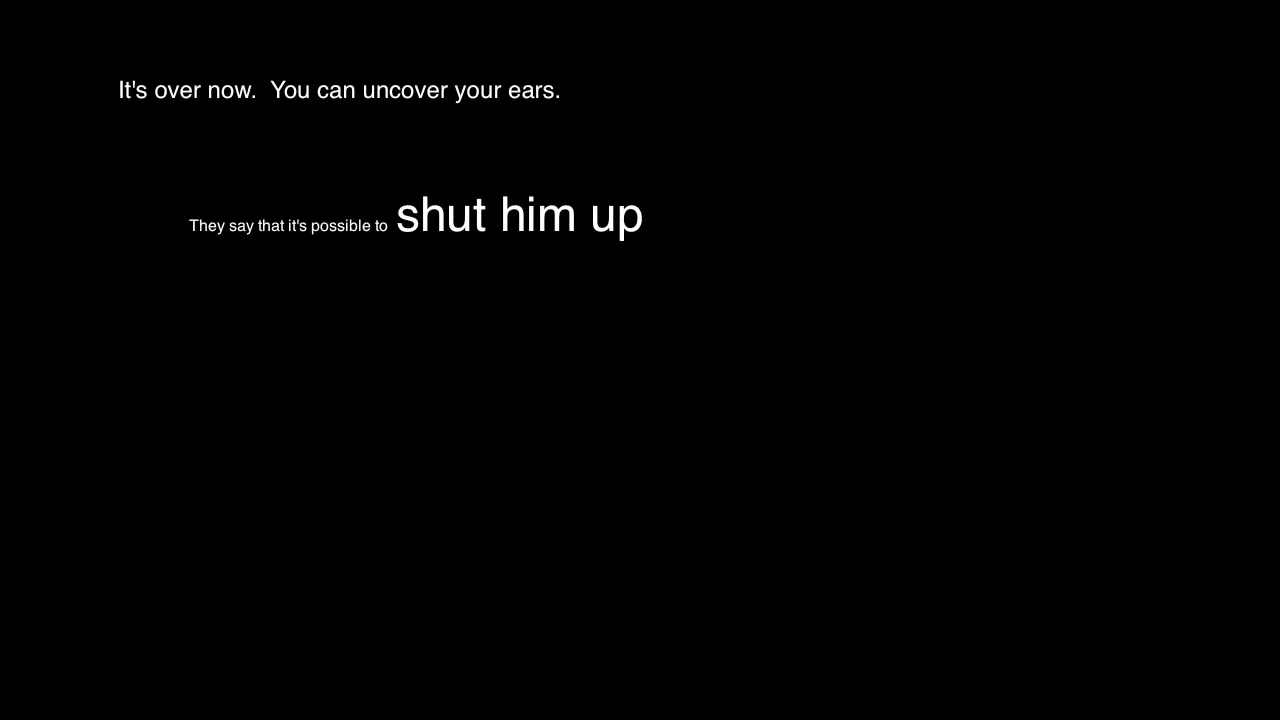 It's over now.  You can uncover your ears.
They say that it's possible to shut him up